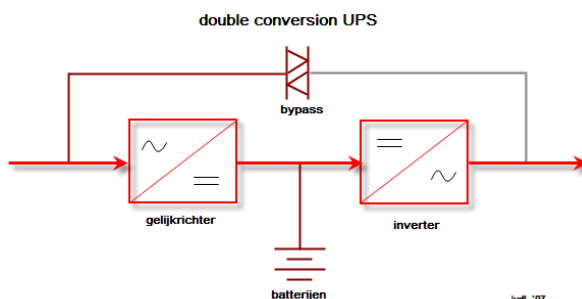 double conversion UPS
bypass
gelijkrichter
inverter
batterijen